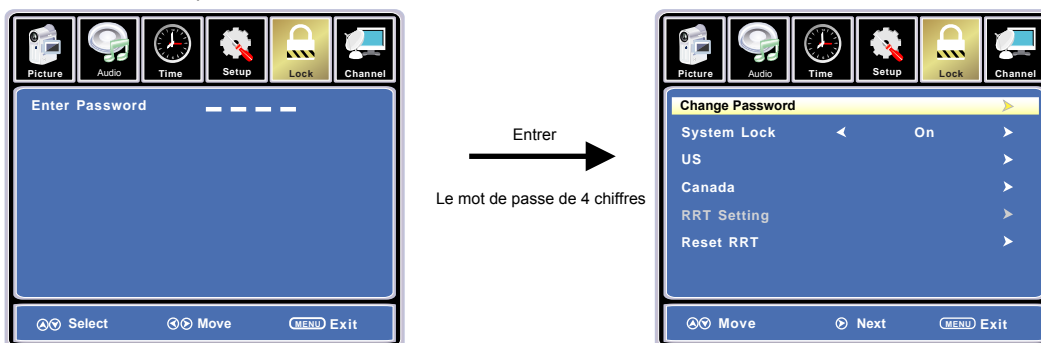 Picture Audio Time Setup Lock Channel
Enter Password
Select Move MENU Exit
Entrer
Le mot de passe de 4 chiffres
Picture Audio Time Setup Lock Channel
Change Password
System Lock On
US
Canada
RRT Setting
Reset RRT
Move Next MENU Exit